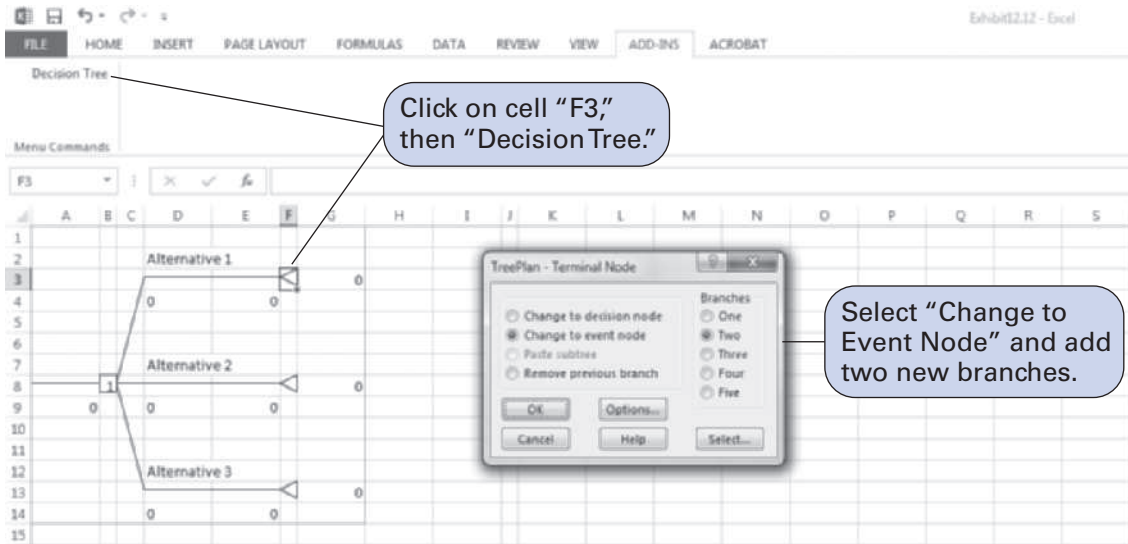 Exhibit12.12 - Excel
FILE HOME INSERT PAGE LAYOUT FORMULAS DATA REVIEW VIEW ADD-INS ACROBAT
Decision Tree
Click on cell “F3,”
then “Decision Tree.”
Menu Commands
F3 fx
A B C D E F G H I J K L M N O P Q R S
1
2 Alternative 1
3 0
4 0 0
5
6
7 Alternative 2
8 1 0
9 0 0 0
10
11
12 Alternative 3
13 0
14 0 0
15
TreePlan - Terminal Node
Branches
Change to decision node One
Change to event node Two
Paste subtree Three
Remove previous branch Four
Five
OK Options...
Cancel Help Select...
Select “Change to
Event Node” and add
two new branches.